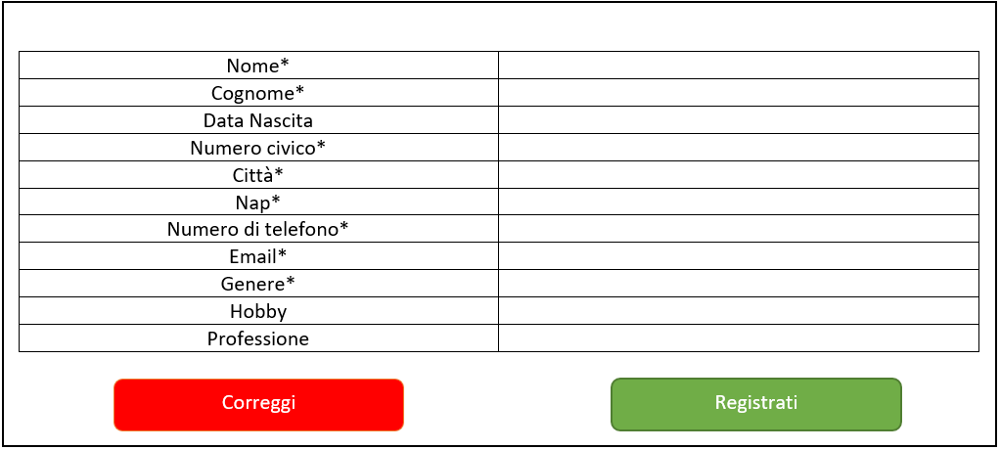 Nome*
Cognome*
Data Nascita
Numero civico*
Città*
Nap*
Numero di telefono*
Email*
Genere*
Hobby
Professione
Correggi
Registrati